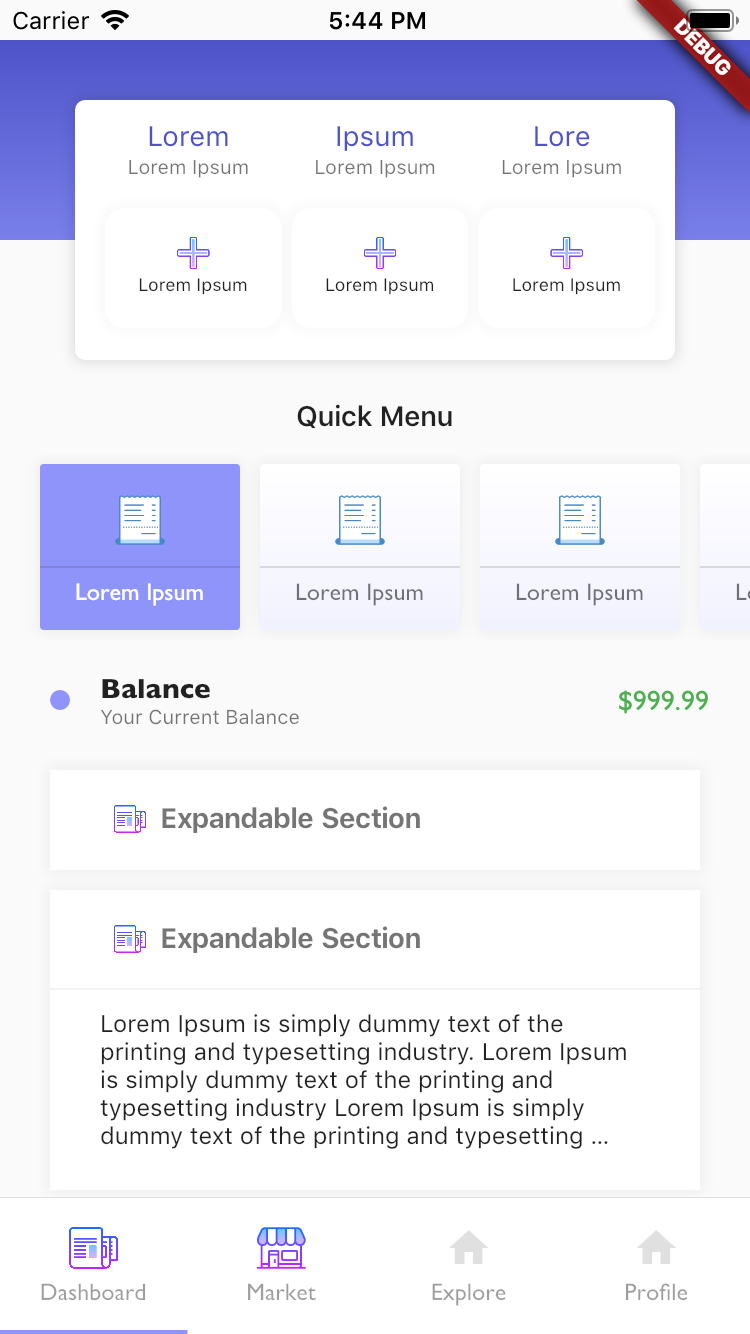 Carrier 5:44 PM
DEBUG
Lorem Ipsum Lore
Lorem Ipsum Lorem Ipsum Lorem Ipsum
Lorem Ipsum Lorem Ipsum Lorem Ipsum
Quick Menu
Lorem Ipsum Lorem Ipsum Lorem Ipsum
Balance
Your Current Balance
$999.99
Expandable Section
Expandable Section
Lorem Ipsum is simply dummy text of the
printing and typesetting industry. Lorem Ipsum
is simply dummy text of the printing and
typesetting industry Lorem Ipsum is simply
dummy text of the printing and typesetting ...
Dashboard Market Explore Profile